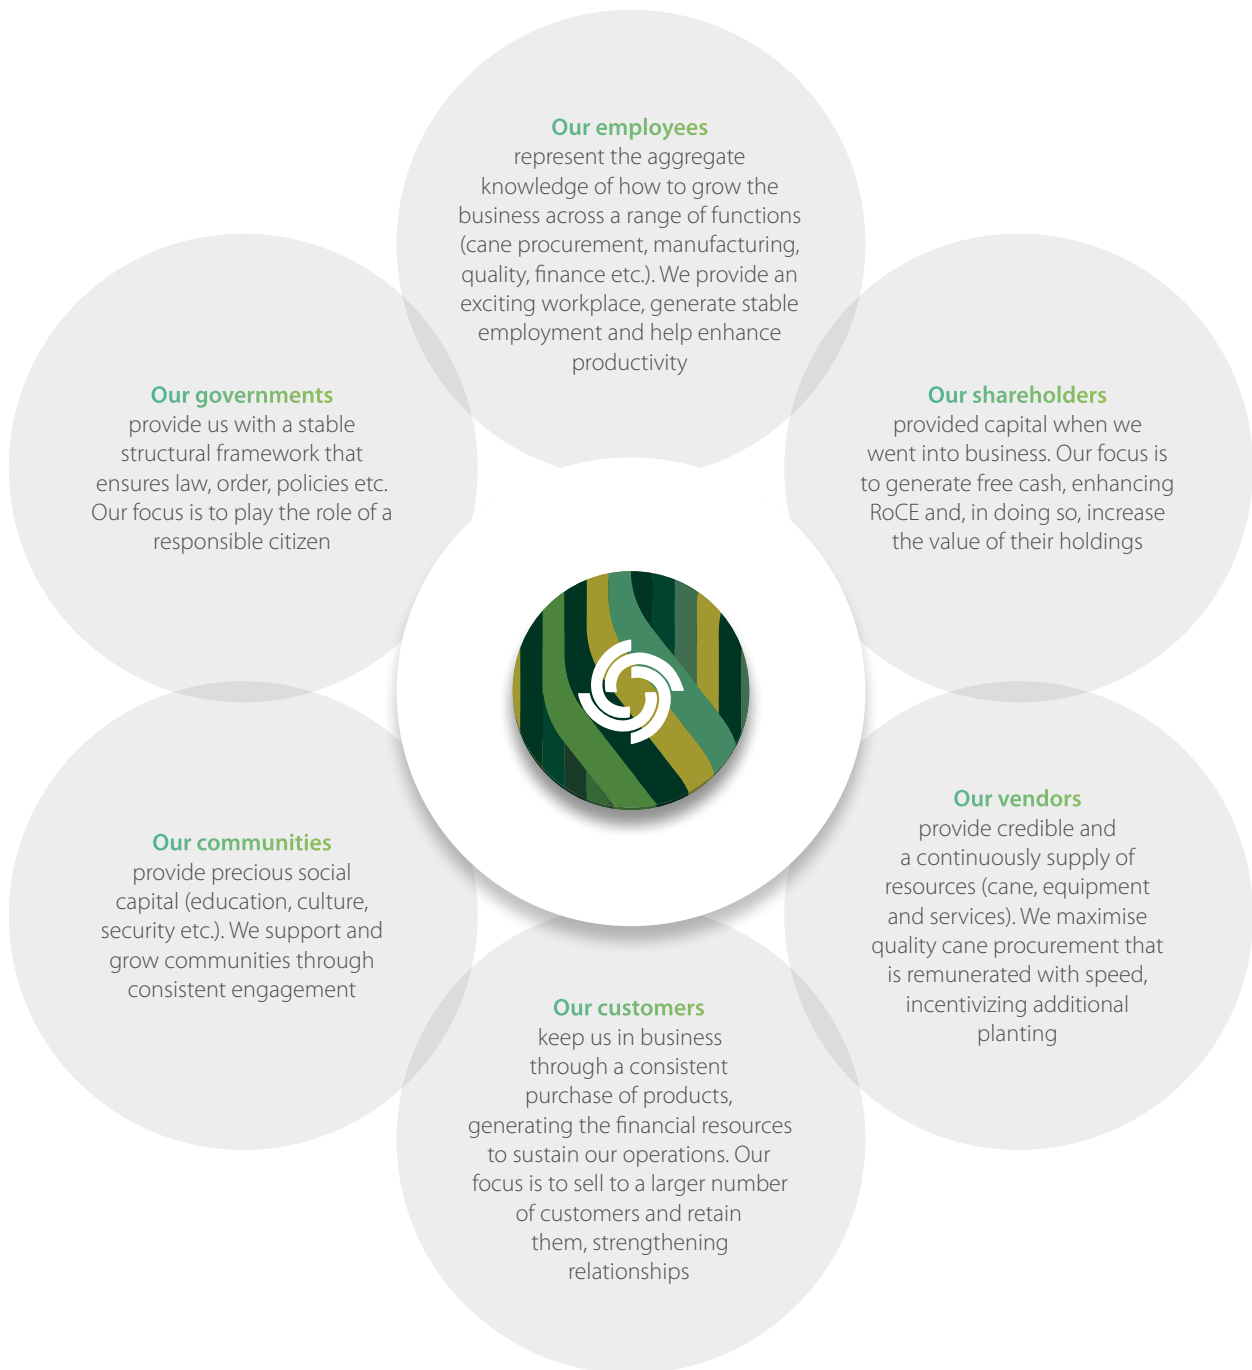 Our employees
represent the aggregate
knowledge of how to grow the
business across a range of functions
(cane procurement, manufacturing,
quality, finance etc.). We provide an
exciting workplace, generate stable
employment and help enhance
productivity
Our governments
provide us with a stable
structural framework that
ensures law, order, policies etc.
Our focus is to play the role of a
responsible citizen
Our shareholders
provided capital when we
went into business. Our focus is
to generate free cash, enhancing
RoCE and, in doing so, increase
the value of their holdings
Our communities
provide precious social
capital (education, culture,
security etc.). We support and
grow communities through
consistent engagement
Our vendors
provide credible and
a continuously supply of
resources (cane, equipment
and services). We maximise
quality cane procurement that
is remunerated with speed,
incentivizing additional
planting
Our customers
keep us in business
through a consistent
purchase of products,
generating the financial resources
to sustain our operations. Our
focus is to sell to a larger number
of customers and retain
them, strengthening
relationships